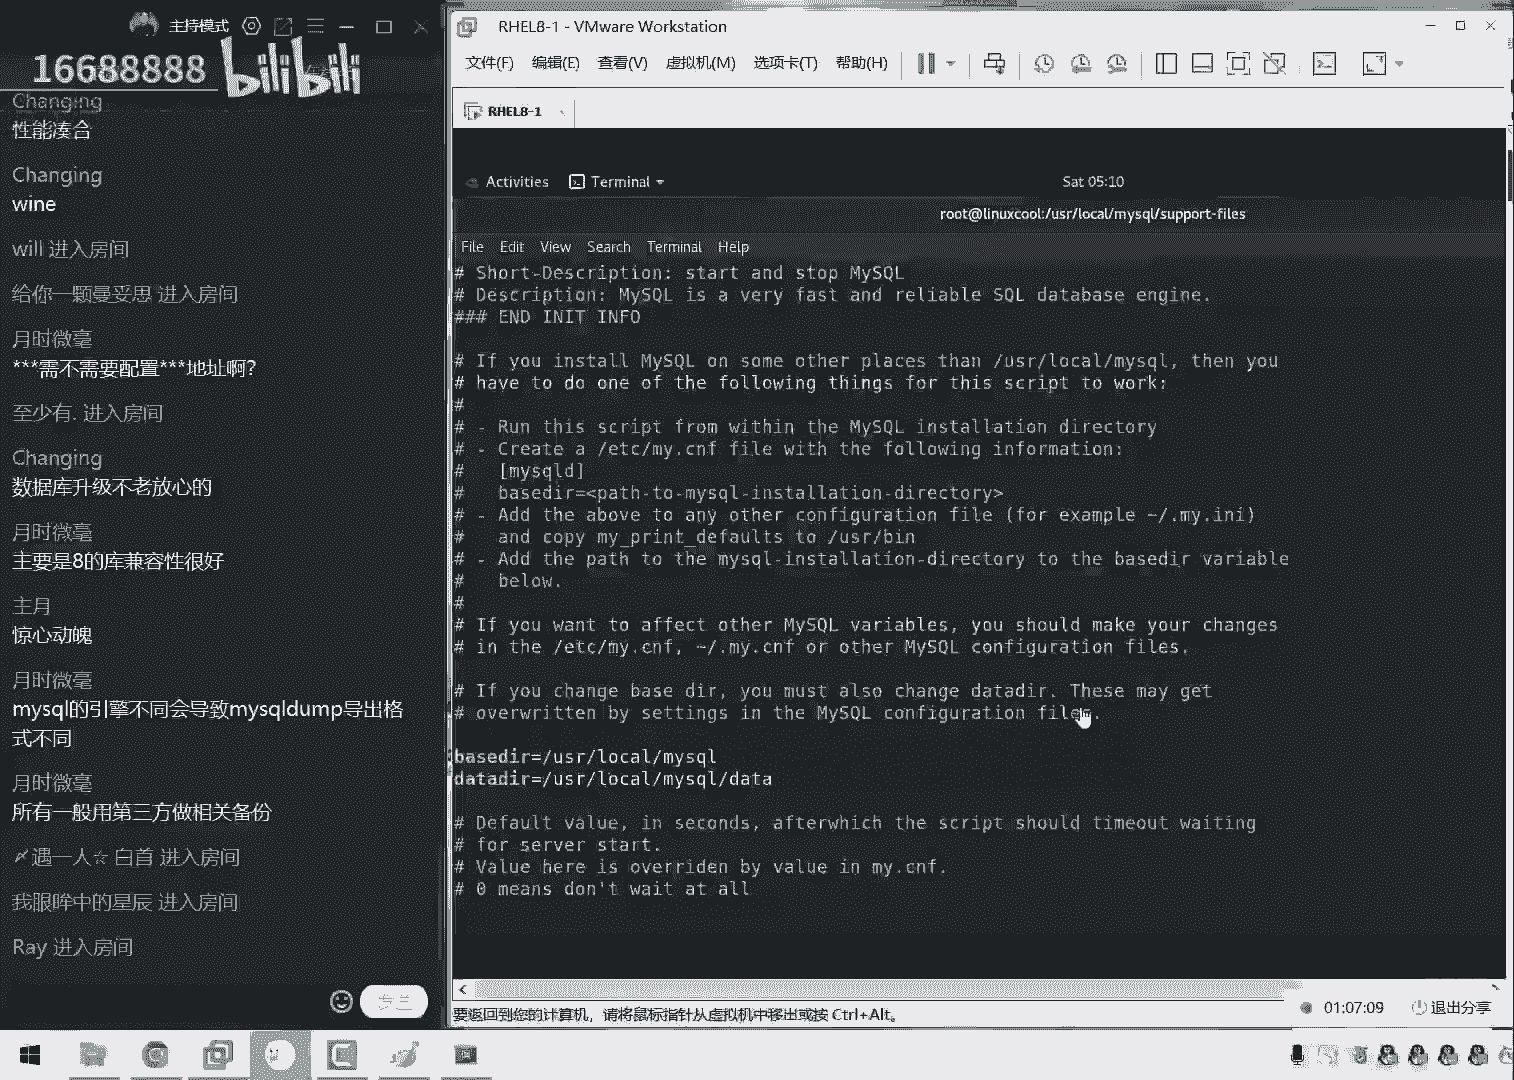 主持模式
16688888
bilibili
Changing
性能凑合
Changing
wine
will 进入房间
给你一颗曼妥思 进入房间
月时微毫
***需不需要配置***地址啊?
至少有. 进入房间
Changing
数据库升级不老放心的
月时微毫
主要是8的库兼容性很好
主月
惊心动魄
月时微毫
mysql的引擎不同会导致mysqldump导出格
式不同
月时微毫
所有一般用第三方做相关备份
〆遇一人☆ 白首 进入房间
我眼眸中的星辰 进入房间
Ray 进入房间
RHEL8-1 - VMware Workstation
文件(F) 编辑(E) 查看(V) 虚拟机(M) 选项卡(T) 帮助(H)
RHEL8-1
Activities Terminal Sat 05:10
root@linuxcool:/usr/local/mysql/support-files
File Edit View Search Terminal Help
# Short-Description: start and stop MySQL
# Description: MySQL is a very fast and reliable SQL database engine.
### END INIT INFO
# If you install MySQL on some other places than /usr/local/mysql, then you
# have to do one of the following things for this script to work:
#
# - Run this script from within the MySQL installation directory
# - Create a /etc/my.cnf file with the following information:
#   [mysqld]
#   basedir=<path-to-mysql-installation-directory>
# - Add the above to any other configuration file (for example ~/.my.ini)
#   and copy my_print_defaults to /usr/bin
# - Add the path to the mysql-installation-directory to the basedir variable
#   below.
#
# If you want to affect other MySQL variables, you should make your changes
# in the /etc/my.cnf, ~/.my.cnf or other MySQL configuration files.
# If you change base dir, you must also change datadir. These may get
# overwritten by settings in the MySQL configuration files.
basedir=/usr/local/mysql
datadir=/usr/local/mysql/data
# Default value, in seconds, afterwhich the script should timeout waiting
# for server start.
# Value here is overriden by value in my.cnf.
# 0 means don't wait at all
要返回到您的计算机，请将鼠标指针从虚拟机中移出或按 Ctrl+Alt。
01:07:09 退出分享